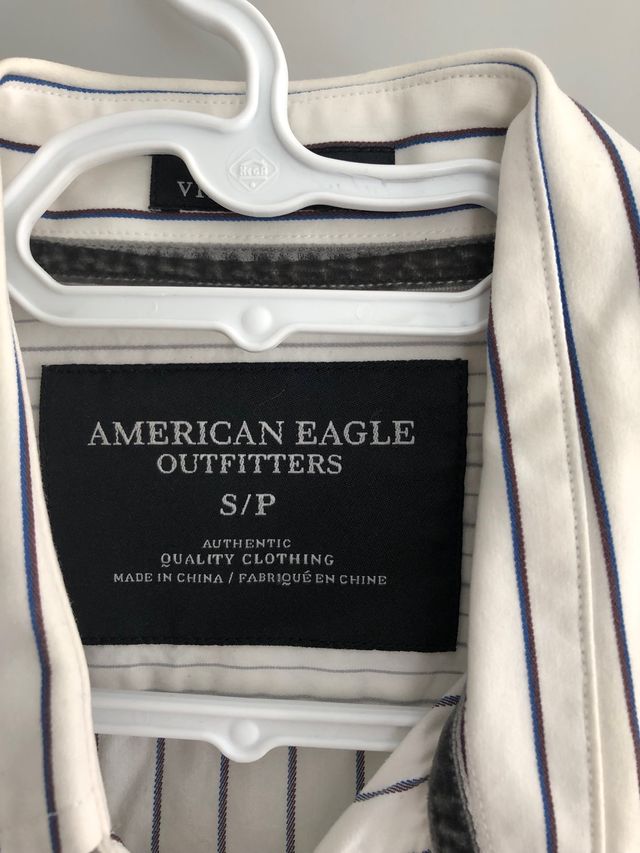 AMERICAN EAGLE
OUTFITTERS
S/P
AUTHENTIC
QUALITY CLOTHING
MADE IN CHINA / FABRIQUÉ EN CHINE